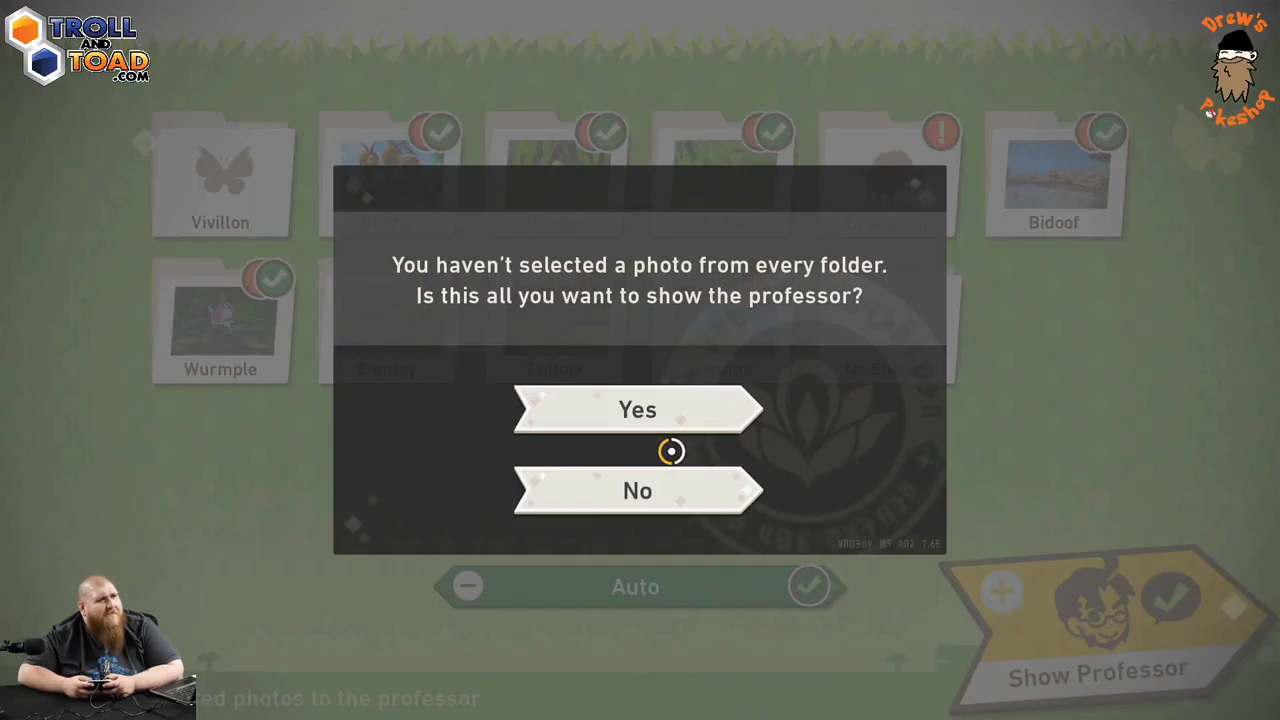 TROLL
AND
TOAD
.COM
Drew's
Pokeshop
Vivillon
Bidoof
You haven't selected a photo from every folder.
Is this all you want to show the professor?
Wurmple
Yes
No
Auto
Show Professor
ed photos to the professor